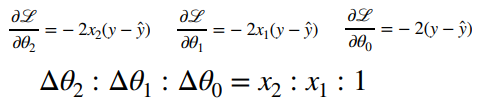 ∂ℒ/∂θ₂ = − 2x₂(y − ŷ) ∂ℒ/∂θ₁ = − 2x₁(y − ŷ) ∂ℒ/∂θ₀ = − 2(y − ŷ)
Δθ₂ : Δθ₁ : Δθ₀ = x₂ : x₁ : 1